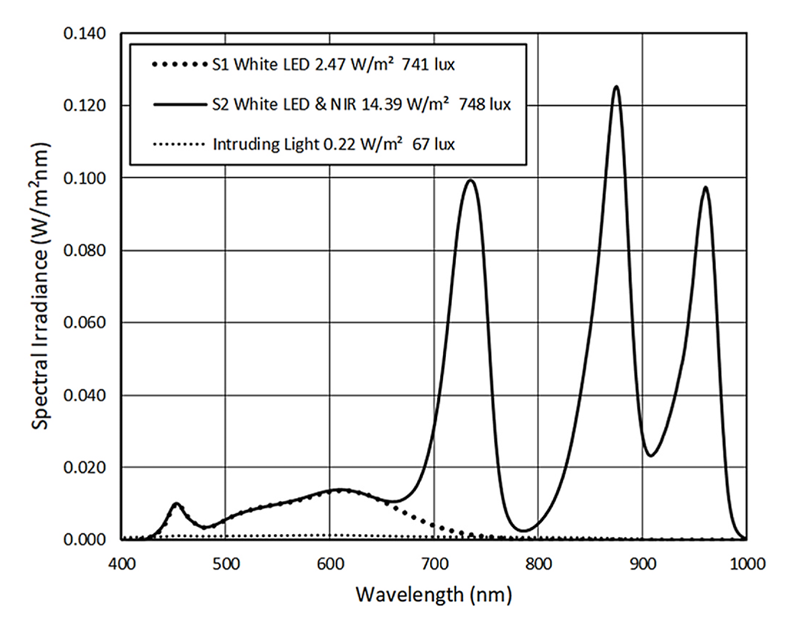 0.140
0.120
0.100
0.080
0.060
0.040
0.020
0.000
Spectral Irradiance (W/m²nm)
S1 White LED 2.47 W/m² 741 lux
S2 White LED & NIR 14.39 W/m² 748 lux
Intruding Light 0.22 W/m² 67 lux
400 500 600 700 800 900 1000
Wavelength (nm)